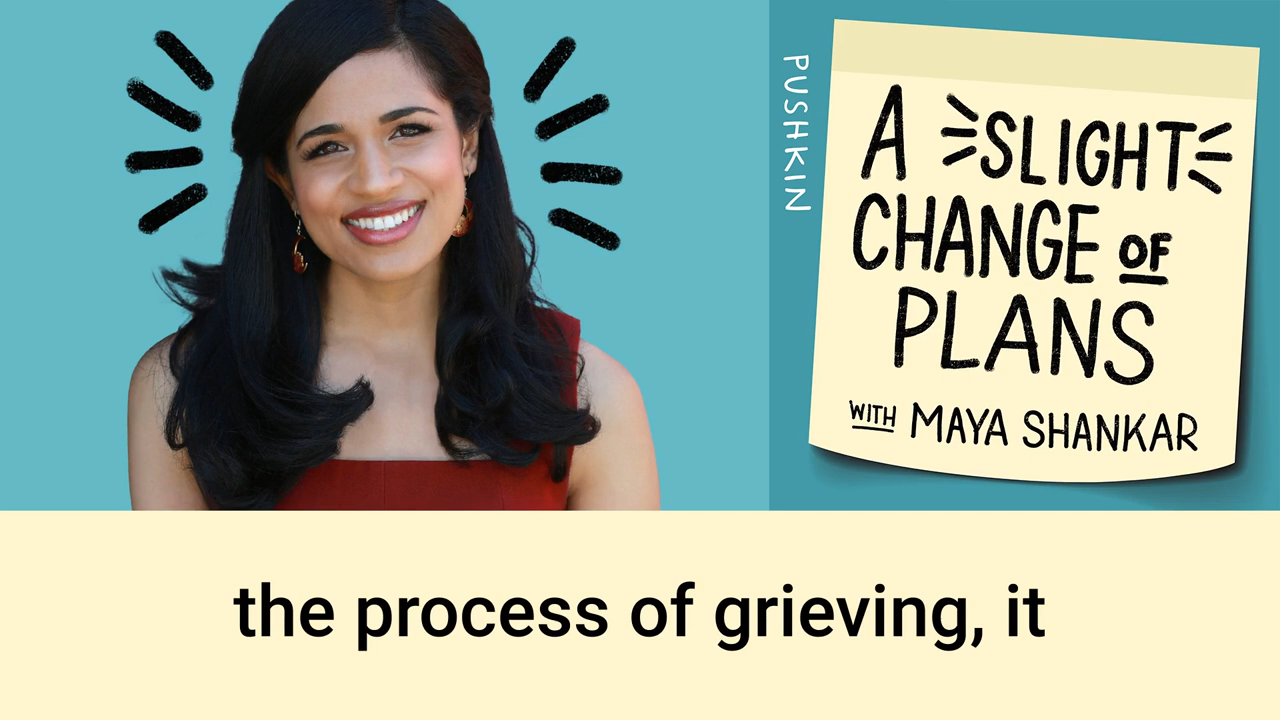 PUSHKIN
A SLIGHT
CHANGE OF
PLANS
WITH MAYA SHANKAR
the process of grieving, it